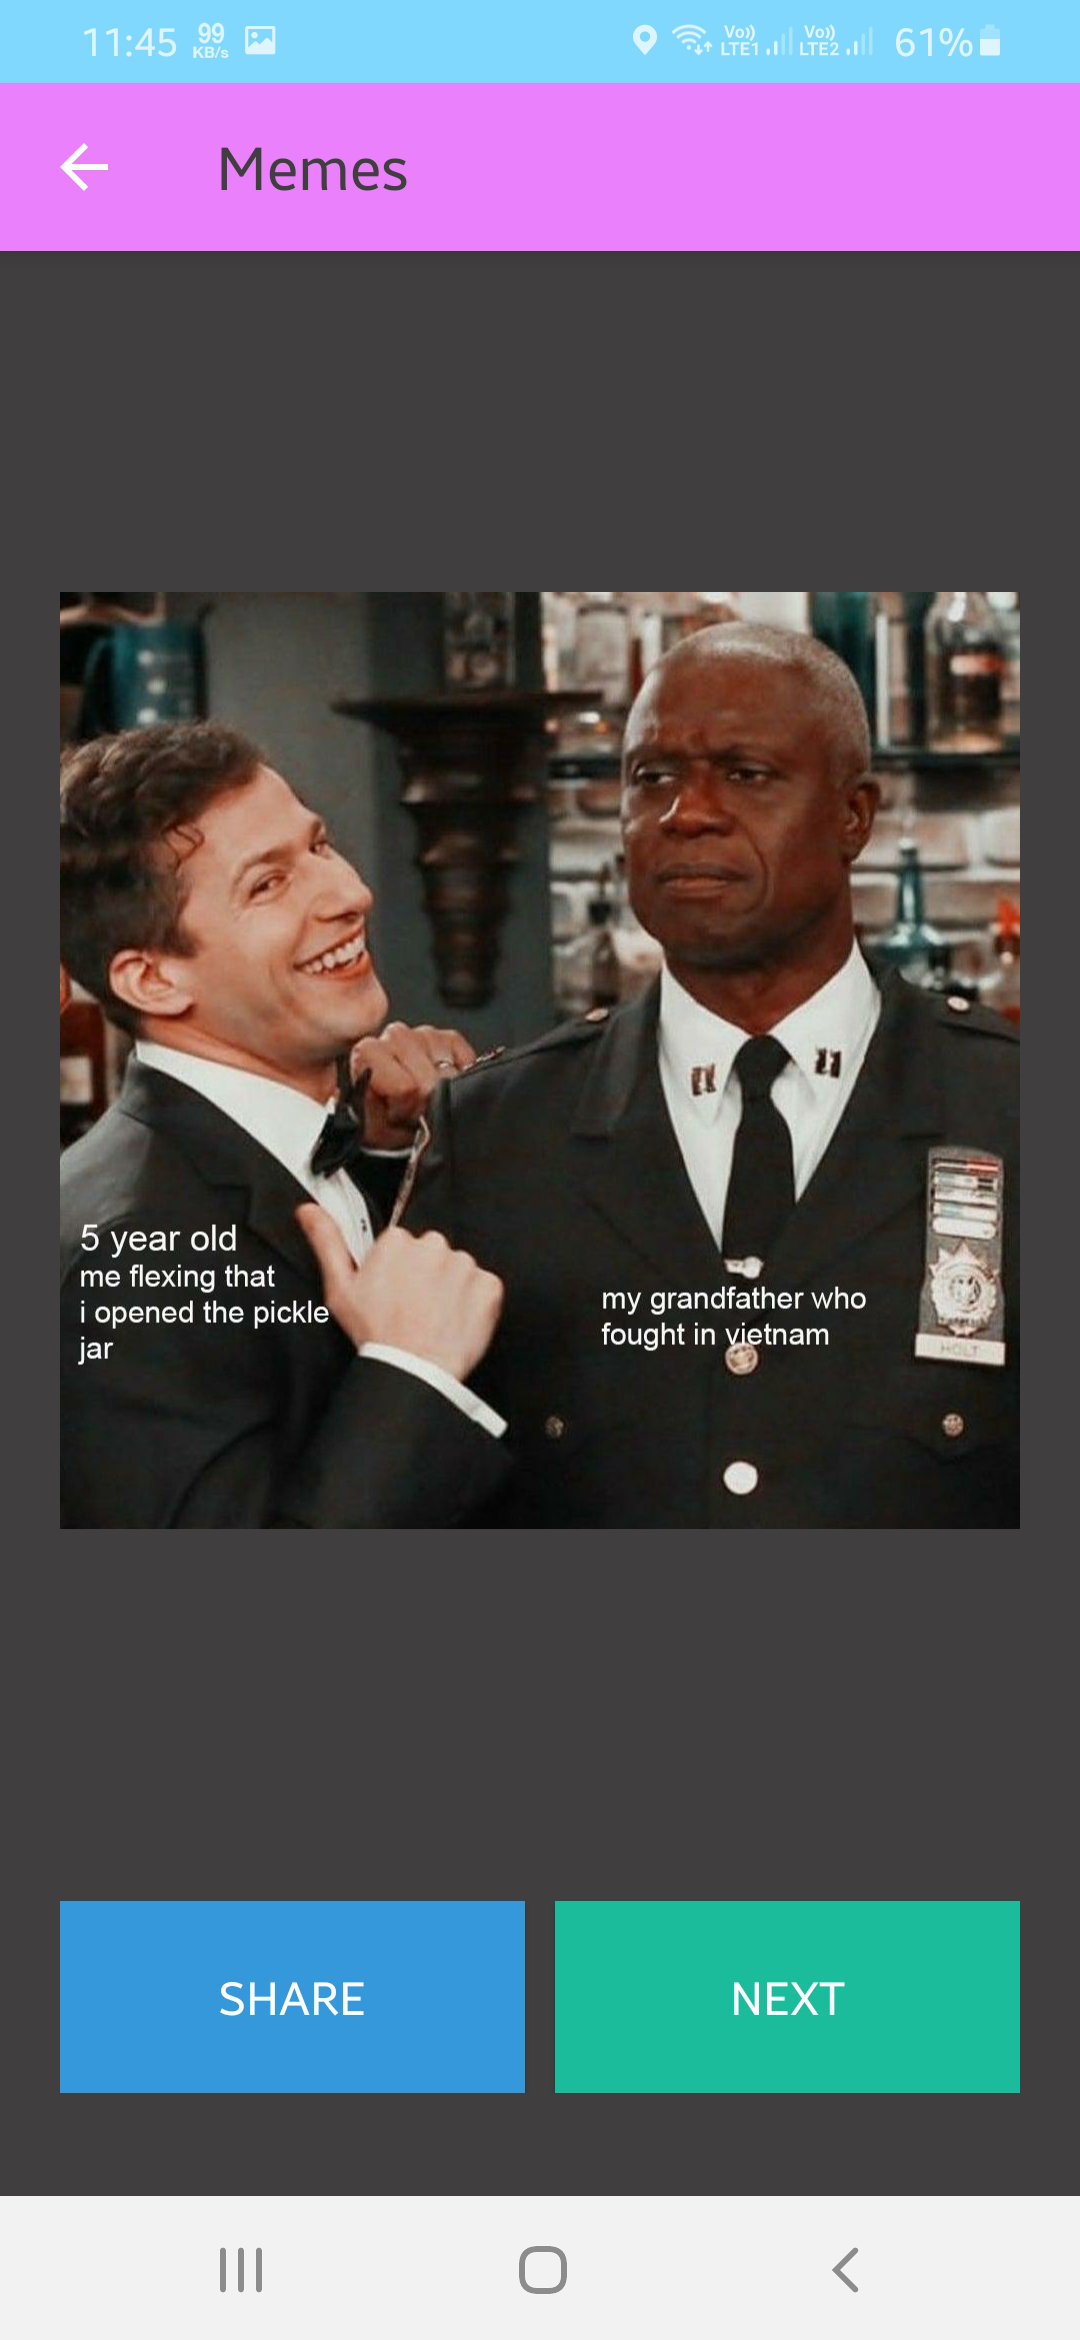 11:45
99
KB/s
Vo))
LTE1
Vo))
LTE2
61%
Memes
5 year old
me flexing that
i opened the pickle
jar
my grandfather who
fought in vietnam
HOLT
SHARE
NEXT